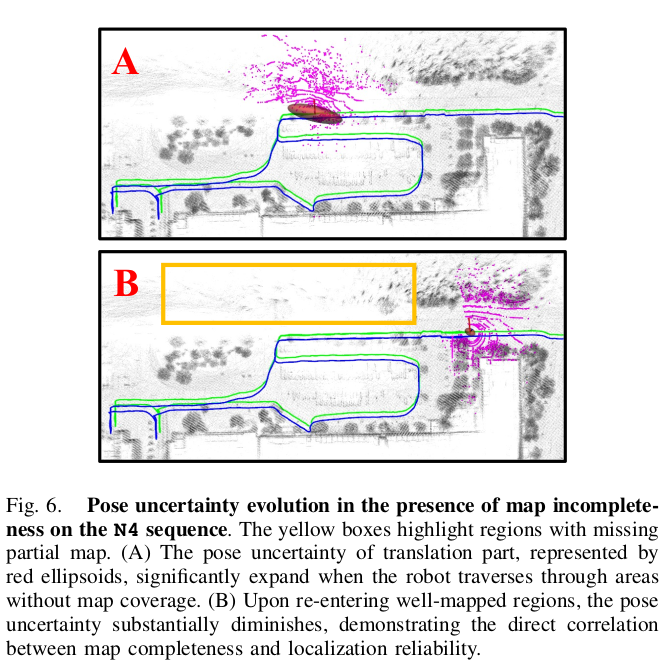 A
B
Fig. 6. Pose uncertainty evolution in the presence of map incomplete-
ness on the N4 sequence. The yellow boxes highlight regions with missing
partial map. (A) The pose uncertainty of translation part, represented by
red ellipsoids, significantly expand when the robot traverses through areas
without map coverage. (B) Upon re-entering well-mapped regions, the pose
uncertainty substantially diminishes, demonstrating the direct correlation
between map completeness and localization reliability.